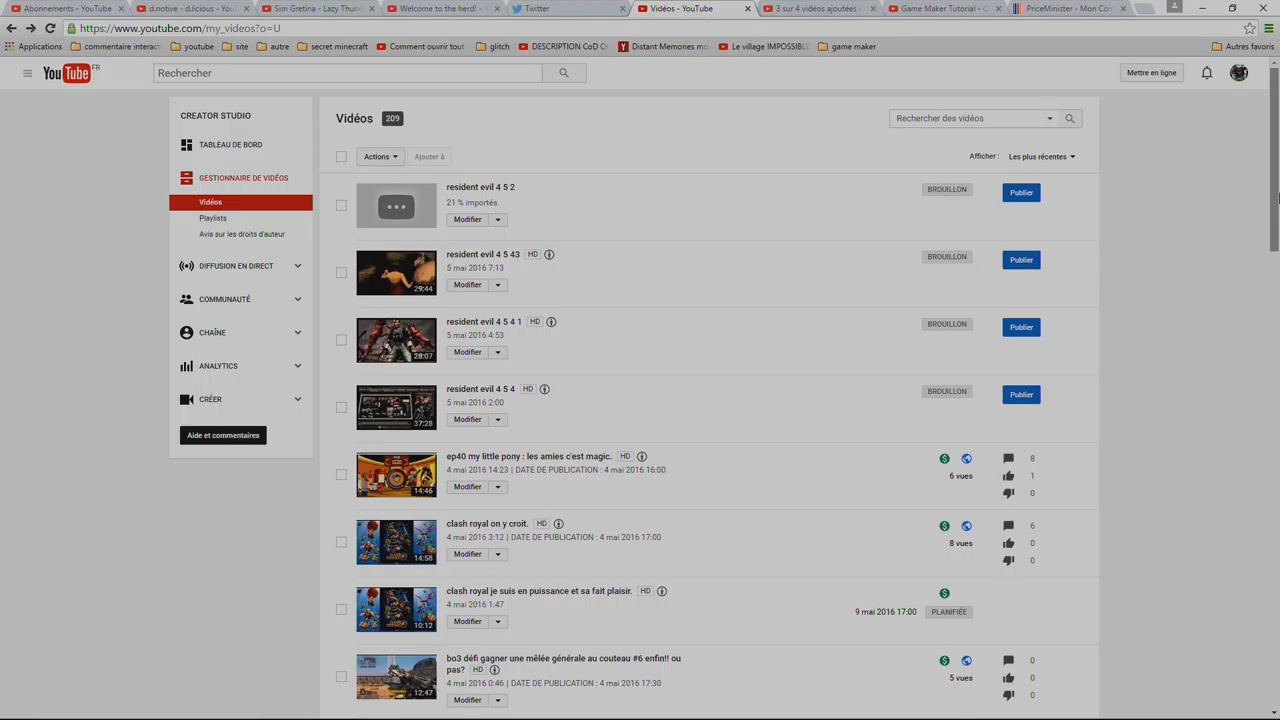 Abonnements - YouTube
d.notive - d.licious - You
Sim Gretina - Lazy Thund
Welcome to the herd! -
Twitter
Vidéos - YouTube
3 sur 4 vidéos ajoutées -
Game Maker Tutorial - C
PriceMinister - Mon Com
https://www.youtube.com/my_videos?o=U
Applications
commentaire interac
youtube
site
autre
secret minecraft
Comment ouvrir tout
glitch
DESCRIPTION CoD
Distant Memories mo
Le village IMPOSSIBL
game maker
Autres favoris
YouTube FR
Rechercher
Mettre en ligne
CREATOR STUDIO
TABLEAU DE BORD
GESTIONNAIRE DE VIDÉOS
Vidéos
Playlists
Avis sur les droits d'auteur
DIFFUSION EN DIRECT
COMMUNAUTÉ
CHAÎNE
ANALYTICS
CRÉER
Aide et commentaires
Vidéos 209
Rechercher des vidéos
Actions
Ajouter à
Afficher : Les plus récentes
resident evil 4 5 2
21 % importés.
Modifier
BROUILLON
Publier
resident evil 4 5 43 HD
5 mai 2016 7:13
29:44
Modifier
BROUILLON
Publier
resident evil 4 5 4 1 HD
5 mai 2016 4:53
28:07
Modifier
BROUILLON
Publier
resident evil 4 5 4 HD
5 mai 2016 2:00
37:28
Modifier
BROUILLON
Publier
ep40 my little pony : les amies c'est magic. HD
4 mai 2016 14:23 | DATE DE PUBLICATION : 4 mai 2016 16:00
14:46
Modifier
6 vues
8
1
0
clash royal on y croit. HD
4 mai 2016 3:12 | DATE DE PUBLICATION : 4 mai 2016 17:00
14:58
Modifier
8 vues
6
0
0
clash royal je suis en puissance et sa fait plaisir. HD
4 mai 2016 1:47
10:12
Modifier
9 mai 2016 17:00
PLANIFIÉE
bo3 défi gagner une mêlée générale au couteau #6 enfin!! ou
pas? HD
4 mai 2016 0:46 | DATE DE PUBLICATION : 4 mai 2016 17:30
12:47
Modifier
5 vues
0
0
0